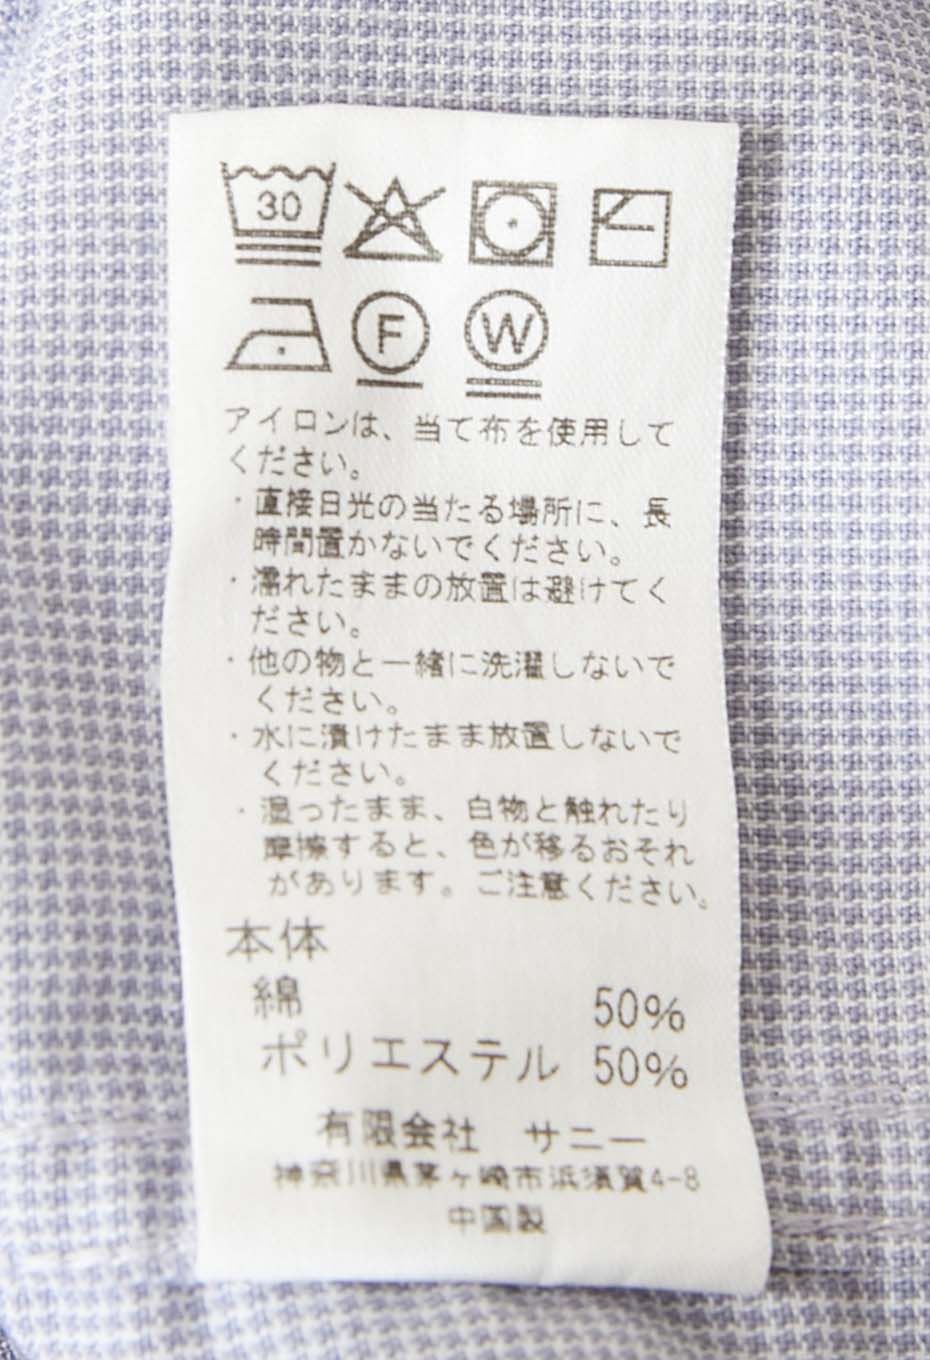 30
F
W
アイロンは、当て布を使用して
ください。
・直接日光の当たる場所に、長
時間置かないでください。
・濡れたままの放置は避けてく
ださい。
・他の物と一緒に洗濯しないで
ください。
・水に漬けたまま放置しないで
ください。
・湿ったまま、白物と触れたり
摩擦すると、色が移るおそれ
があります。ご注意ください。
本体
綿 50%
ポリエステル 50%
有限会社 サニー
神奈川県茅ヶ崎市浜須賀4-8
中国製